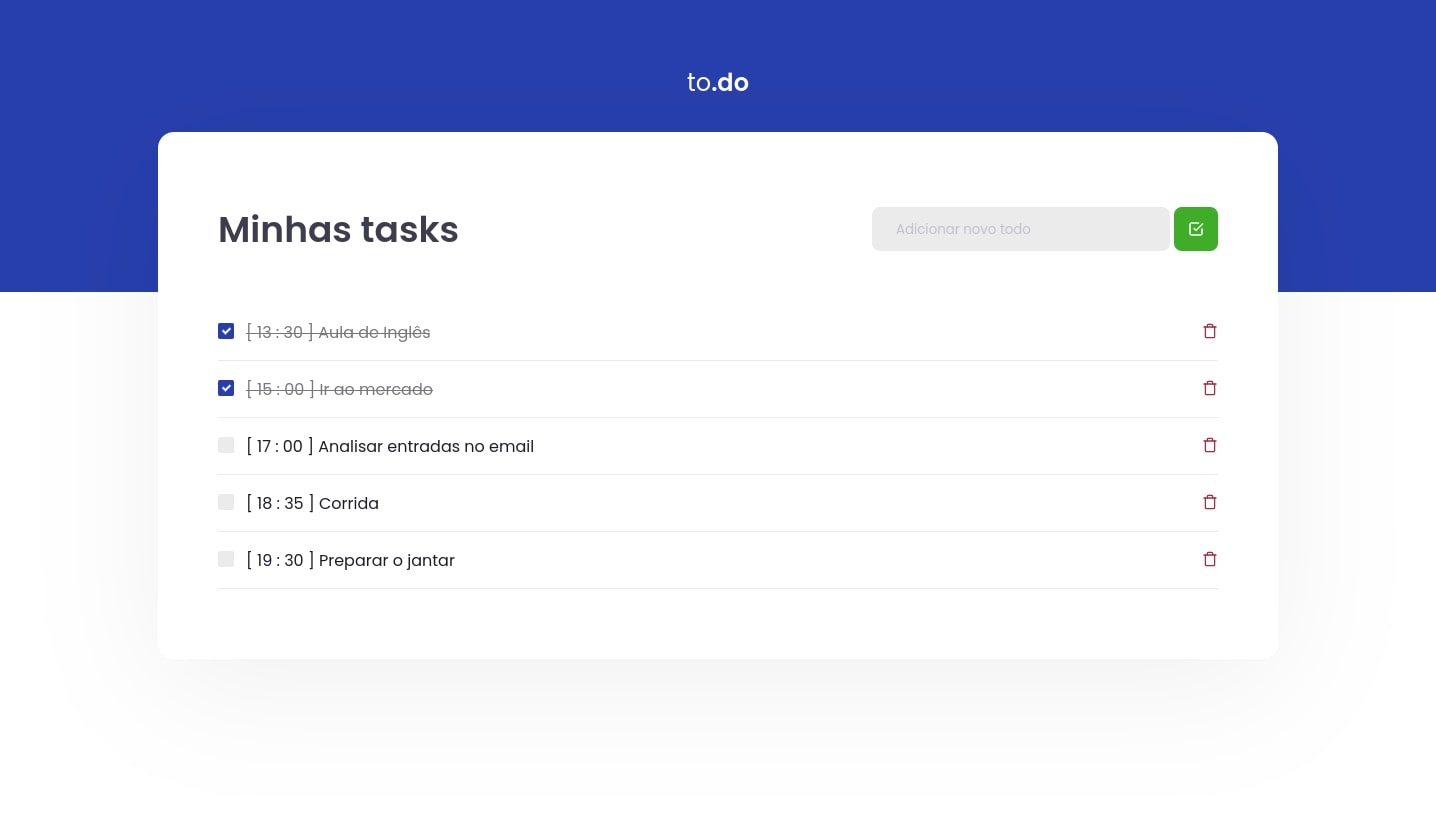 to.do
Minhas tasks
Adicionar novo todo
[ 13 : 30 ] Aula de Inglês
[ 15 : 00 ] Ir ao mercado
[ 17 : 00 ] Analisar entradas no email
[ 18 : 35 ] Corrida
[ 19 : 30 ] Preparar o jantar